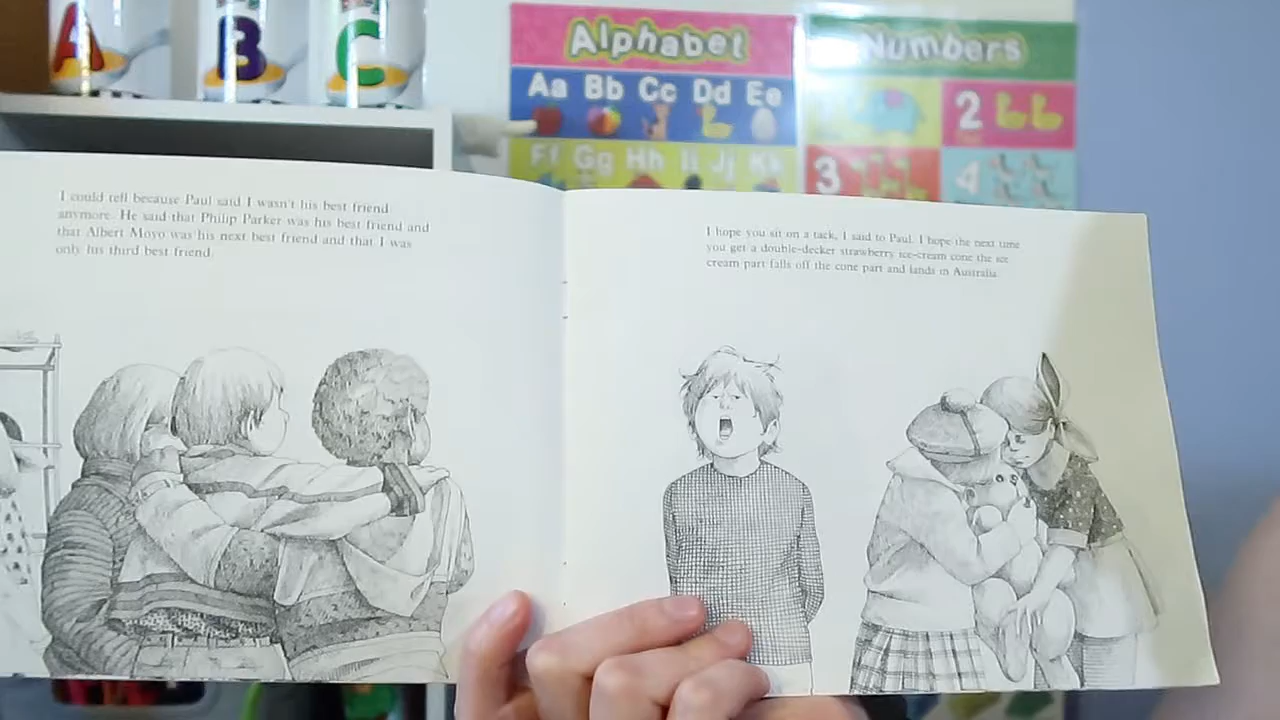 A
B
C
Alphabet
Aa Bb Cc Dd Ee
Ff Gg Hh Ii Jj Kk
Numbers
2
3
4
I could tell because Paul said I wasn't his best friend
anymore. He said that Philip Parker was his best friend and
that Albert Moyo was his next best friend and that I was
only his third best friend.
I hope you sit on a tack, I said to Paul. I hope the next time
you get a double-decker strawberry ice-cream cone the ice
cream part falls off the cone part and lands in Australia.